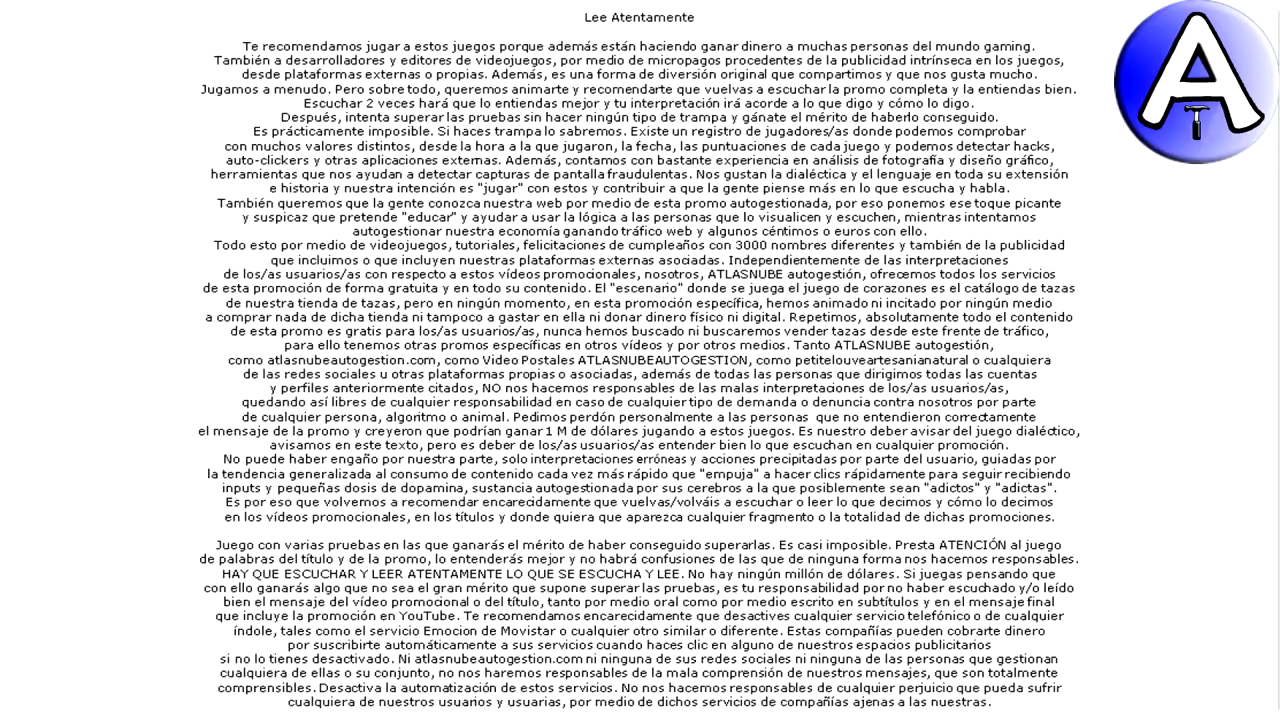 Lee Atentamente
Te recomendamos jugar a estos juegos porque además están haciendo ganar dinero a muchas personas del mundo gaming.
También a desarrolladores y editores de videojuegos, por medio de micropagos procedentes de la publicidad intrínseca en los juegos,
desde plataformas externas o propias. Además, es una forma de diversión original que compartimos y que nos gusta mucho.
Jugamos a menudo. Pero sobre todo, queremos animarte y recomendarte que vuelvas a escuchar la promo completa y la entiendas bien.
Escuchar 2 veces hará que lo entiendas mejor y tu interpretación irá acorde a lo que digo y cómo lo digo.
Después, intenta superar las pruebas sin hacer ningún tipo de trampa y gánate el mérito de haberlo conseguido.
Es prácticamente imposible. Si haces trampa lo sabremos. Existe un registro de jugadores/as donde podemos comprobar
con muchos valores distintos, desde la hora a la que jugaron, la fecha, las puntuaciones de cada juego y podemos detectar hacks,
auto-clickers y otras aplicaciones externas. Además, contamos con bastante experiencia en análisis de fotografía y diseño gráfico,
herramientas que nos ayudan a detectar capturas de pantalla fraudulentas. Nos gustan la dialéctica y el lenguaje en toda su extensión
e historia y nuestra intención es "jugar" con estos y contribuir a que la gente piense más en lo que escucha y habla.
También queremos que la gente conozca nuestra web por medio de esta promo autogestionada, por eso ponemos ese toque picante
y suspicaz que pretende "educar" y ayudar a usar la lógica a las personas que lo visualicen y escuchen, mientras intentamos
autogestionar nuestra economía ganando tráfico web y algunos céntimos o euros con ello.
Todo esto por medio de videojuegos, tutoriales, felicitaciones de cumpleaños con 3000 nombres diferentes y también de la publicidad
que incluimos o que incluyen nuestras plataformas externas asociadas. Independientemente de las interpretaciones
de los/as usuarios/as con respecto a estos vídeos promocionales, nosotros, ATLASNUBE autogestión, ofrecemos todos los servicios
de esta promoción de forma gratuita y en todo su contenido. El "escenario" donde se juega el juego de corazones es el catálogo de tazas
de nuestra tienda de tazas, pero en ningún momento, en esta promoción específica, hemos animado ni incitado por ningún medio
a comprar nada de dicha tienda ni tampoco a gastar en ella ni donar dinero físico ni digital. Repetimos, absolutamente todo el contenido
de esta promo es gratis para los/as usuarios/as, nunca hemos buscado ni buscaremos vender tazas desde este frente de tráfico,
para ello tenemos otras promos específicas en otros vídeos y por otros medios. Tanto ATLASNUBE autogestión,
como atlasnubeautogestion.com, como Video Postales ATLASNUBEAUTOGESTION, como petitelouveartesanianatural o cualquiera
de las redes sociales u otras plataformas propias o asociadas, además de todas las personas que dirigimos todas las cuentas
y perfiles anteriormente citados, NO nos hacemos responsables de las malas interpretaciones de los/as usuarios/as,
quedando así libres de cualquier responsabilidad en caso de cualquier tipo de demanda o denuncia contra nosotros por parte
de cualquier persona, algoritmo o animal. Pedimos perdón personalmente a las personas que no entendieron correctamente
el mensaje de la promo y creyeron que podrían ganar 1 M de dólares jugando a estos juegos. Es nuestro deber avisar del juego dialéctico,
avisamos en este texto, pero es deber de los/as usuarios/as entender bien lo que escuchan en cualquier promoción.
No puede haber engaño por nuestra parte, solo interpretaciones erróneas y acciones precipitadas por parte del usuario, guiadas por
la tendencia generalizada al consumo de contenido cada vez más rápido que "empuja" a hacer clics rápidamente para seguir recibiendo
inputs y pequeñas dosis de dopamina, sustancia autogestionada por sus cerebros a la que posiblemente sean "adictos" y "adictas".
Es por eso que volvemos a recomendar encarecidamente que vuelvas/volváis a escuchar o leer lo que decimos y cómo lo decimos
en los vídeos promocionales, en los títulos y donde quiera que aparezca cualquier fragmento o la totalidad de dichas promociones.
Juego con varias pruebas en las que ganarás el mérito de haber conseguido superarlas. Es casi imposible. Presta ATENCIÓN al juego
de palabras del título y de la promo, lo entenderás mejor y no habrá confusiones de las que de ninguna forma nos hacemos responsables.
HAY QUE ESCUCHAR Y LEER ATENTAMENTE LO QUE SE ESCUCHA Y LEE. No hay ningún millón de dólares. Si juegas pensando que
con ello ganarás algo que no sea el gran mérito que supone superar las pruebas, es tu responsabilidad por no haber escuchado y/o leído
bien el mensaje del vídeo promocional o del título, tanto por medio oral como por medio escrito en subtítulos y en el mensaje final
que incluye la promoción en YouTube. Te recomendamos encarecidamente que desactives cualquier servicio telefónico o de cualquier
índole, tales como el servicio Emocion de Movistar o cualquier otro similar o diferente. Estas compañías pueden cobrarte dinero
por suscribirte automáticamente a sus servicios cuando haces clic en alguno de nuestros espacios publicitarios
si no lo tienes desactivado. Ni atlasnubeautogestion.com ni ninguna de sus redes sociales ni ninguna de las personas que gestionan
cualquiera de ellas o su conjunto, no nos haremos responsables de la mala comprensión de nuestros mensajes, que son totalmente
comprensibles. Desactiva la automatización de estos servicios. No nos hacemos responsables de cualquier perjuicio que pueda sufrir
cualquiera de nuestros usuarios y usuarias, por medio de dichos servicios de compañías ajenas a las nuestras.